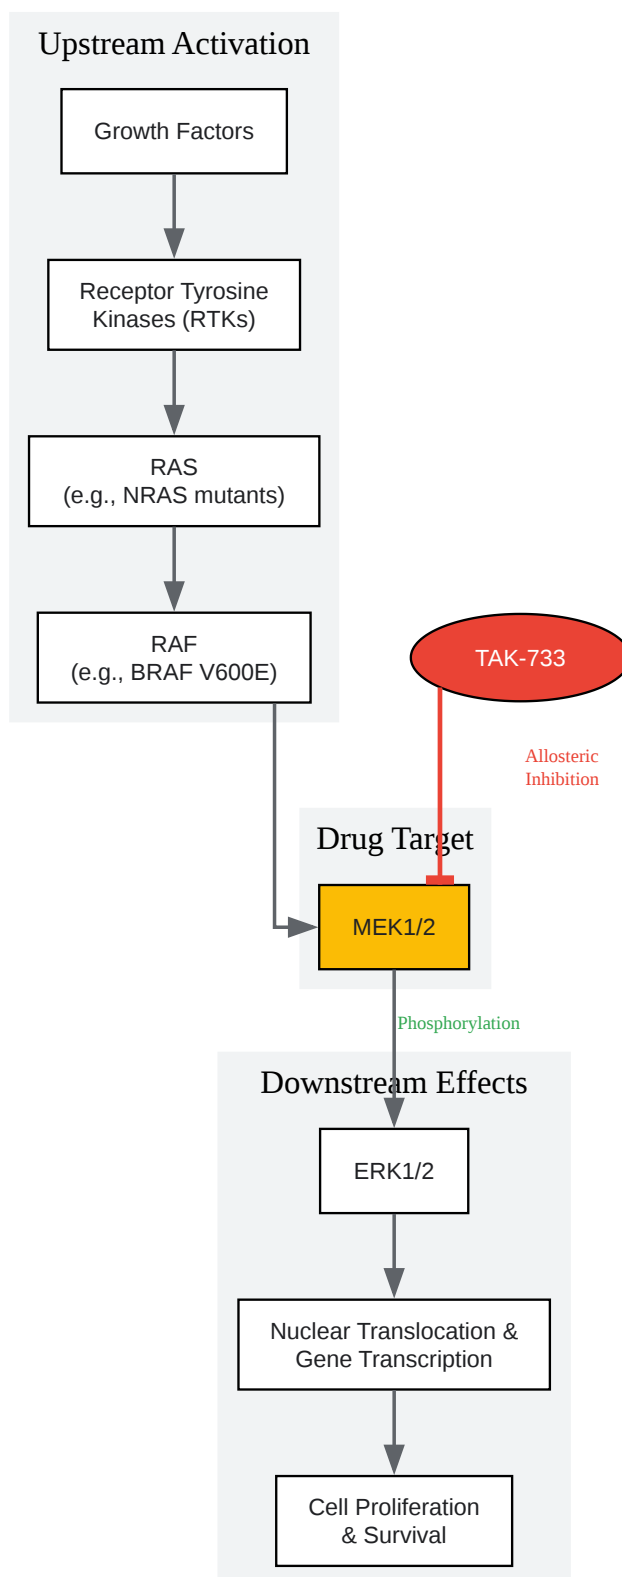 Upstream Activation
Growth Factors
Receptor Tyrosine
Kinases (RTKs)
RAS
(e.g., NRAS mutants)
RAF
(e.g., BRAF V600E)
TAK-733
Allosteric
Inhibition
Drug Target
MEK1/2
Phosphorylation
Downstream Effects
ERK1/2
Nuclear Translocation &
Gene Transcription
Cell Proliferation
& Survival